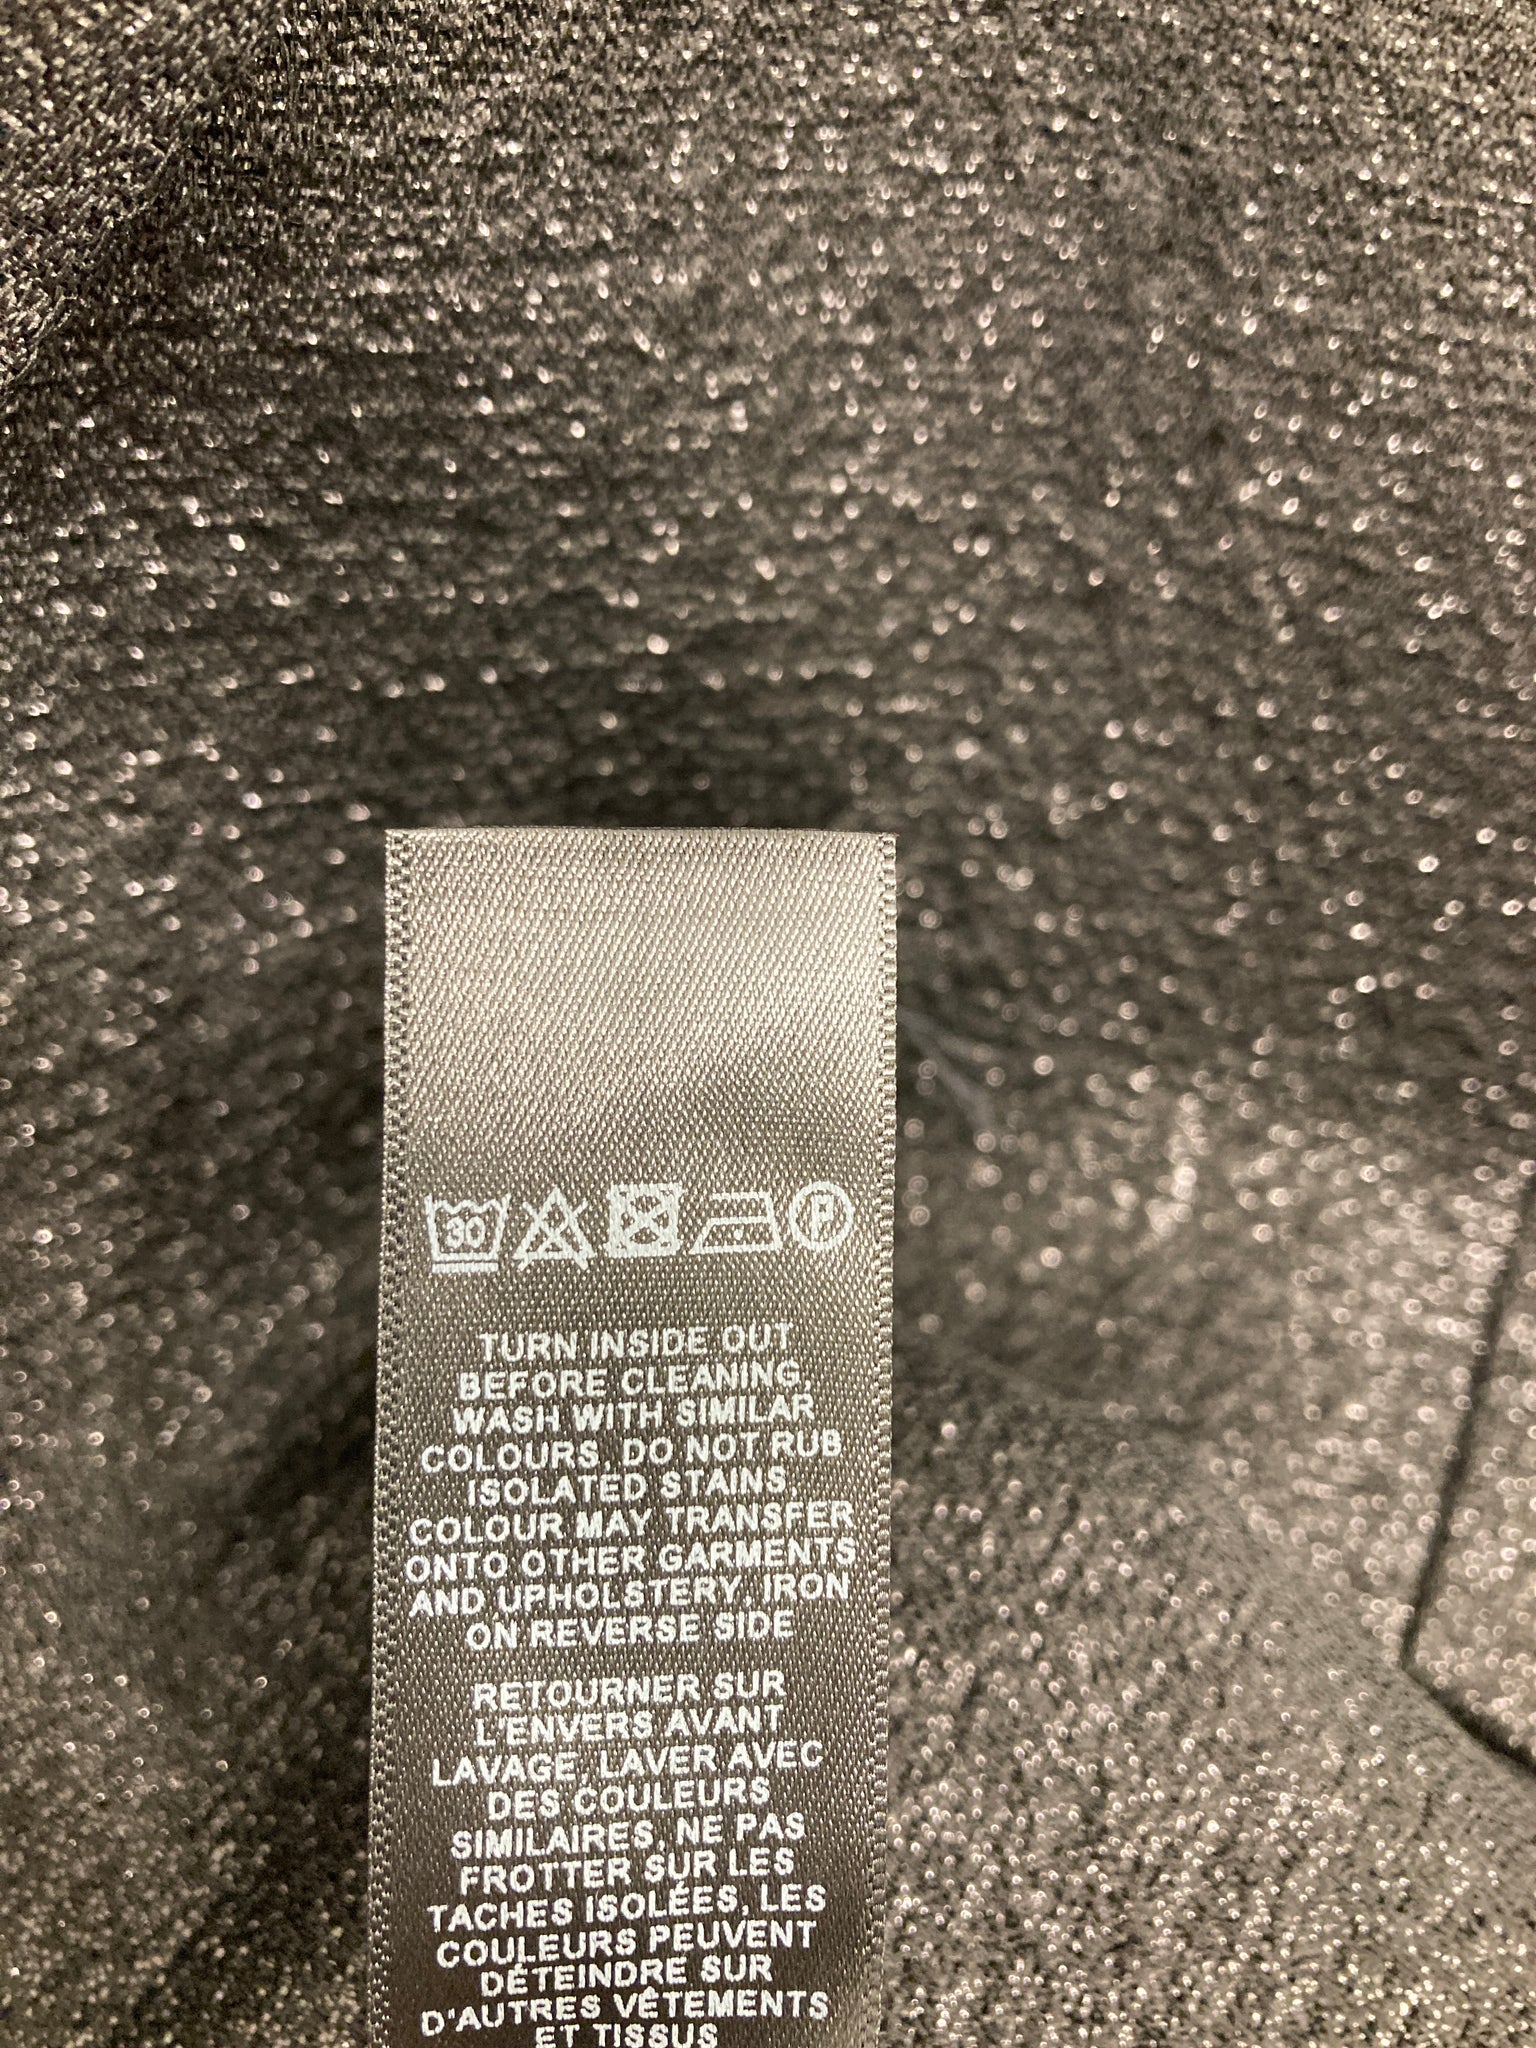 30 P
TURN INSIDE OUT
BEFORE CLEANING,
WASH WITH SIMILAR
COLOURS, DO NOT RUB
ISOLATED STAINS
COLOUR MAY TRANSFER
ONTO OTHER GARMENTS
AND UPHOLSTERY, IRON
ON REVERSE SIDE
RETOURNER SUR
L'ENVERS AVANT
LAVAGE, LAVER AVEC
DES COULEURS
SIMILAIRES, NE PAS
FROTTER SUR LES
TACHES ISOLÉES, LES
COULEURS PEUVENT
DÉTEINDRE SUR
D'AUTRES VÊTEMENTS
ET TISSUS